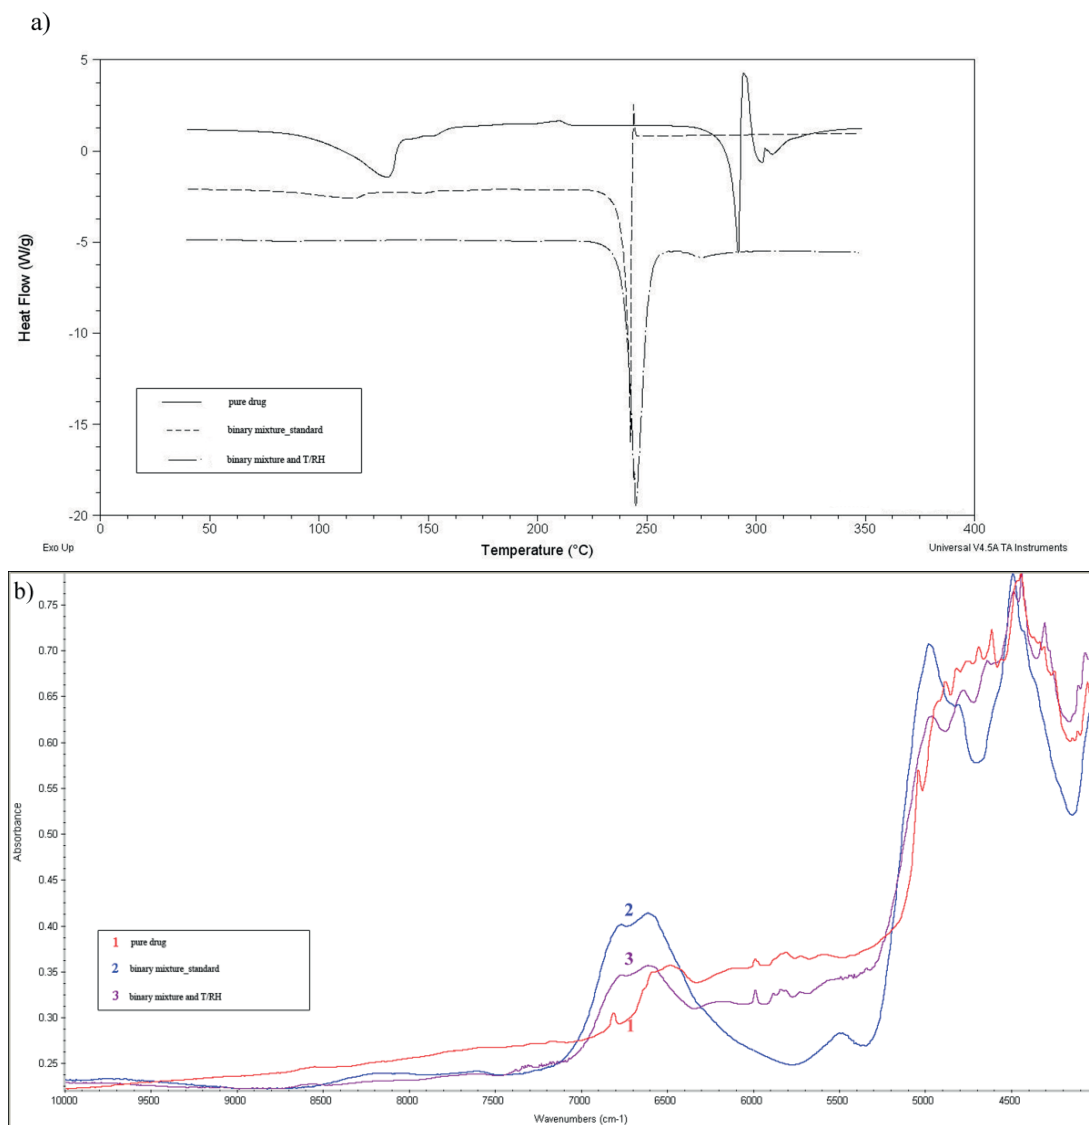 a)
5
0
-5
-10
-15
-20
Heat Flow (W/g)
pure drug
binary mixture_standard
binary mixture and T/RH
0 50 100 150 200 250 300 350 400
Exo Up
Temperature (°C)
Universal V4.5A TA Instruments
b)
0.75
0.70
0.65
0.60
0.55
0.50
0.45
0.40
0.35
0.30
0.25
Absorbance
2
3
1
1 pure drug
2 binary mixture_standard
3 binary mixture and T/RH
10000 9500 9000 8500 8000 7500 7000 6500 6000 5500 5000 4500
Wavenumbers (cm-1)